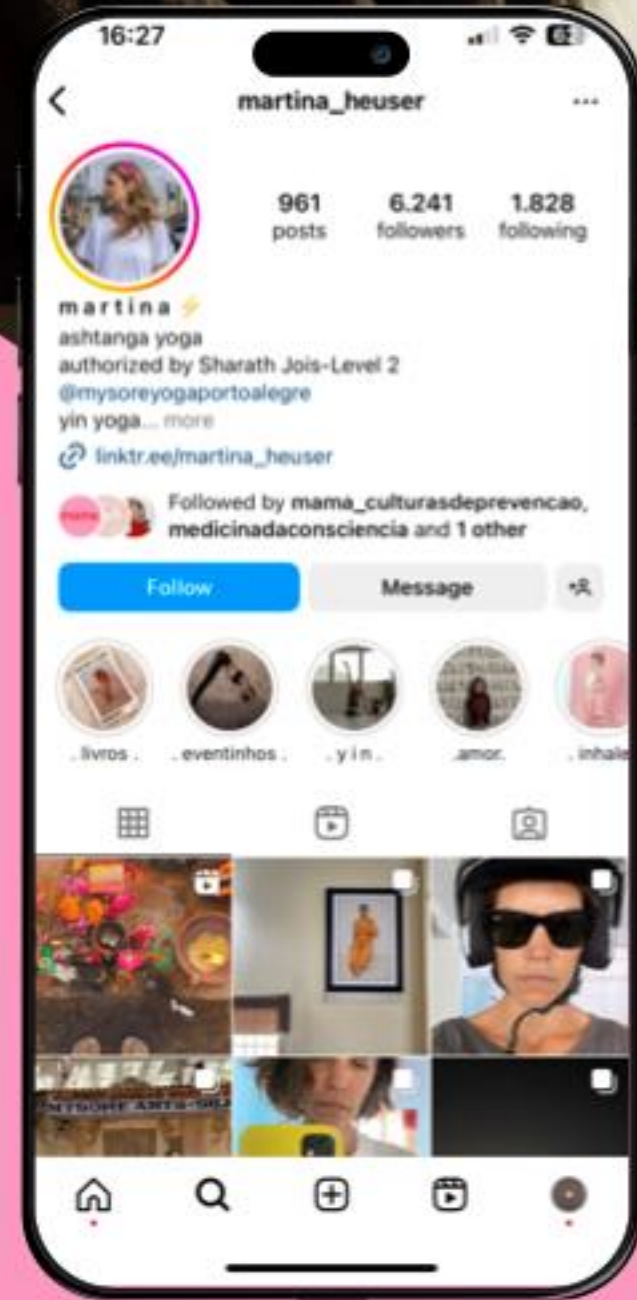 16:27
martina_heuser
961 6.241 1.828
posts followers following
martina ⚡
ashtanga yoga
authorized by Sharath Jois-Level 2
@mysoreyogaportoalegre
yin yoga... more
linktr.ee/martina_heuser
Followed by mama_culturasdeprevencao,
medicinadaconsciencia and 1 other
Follow Message
. livros . . eventinhos . . y i n . .amor. . inhale